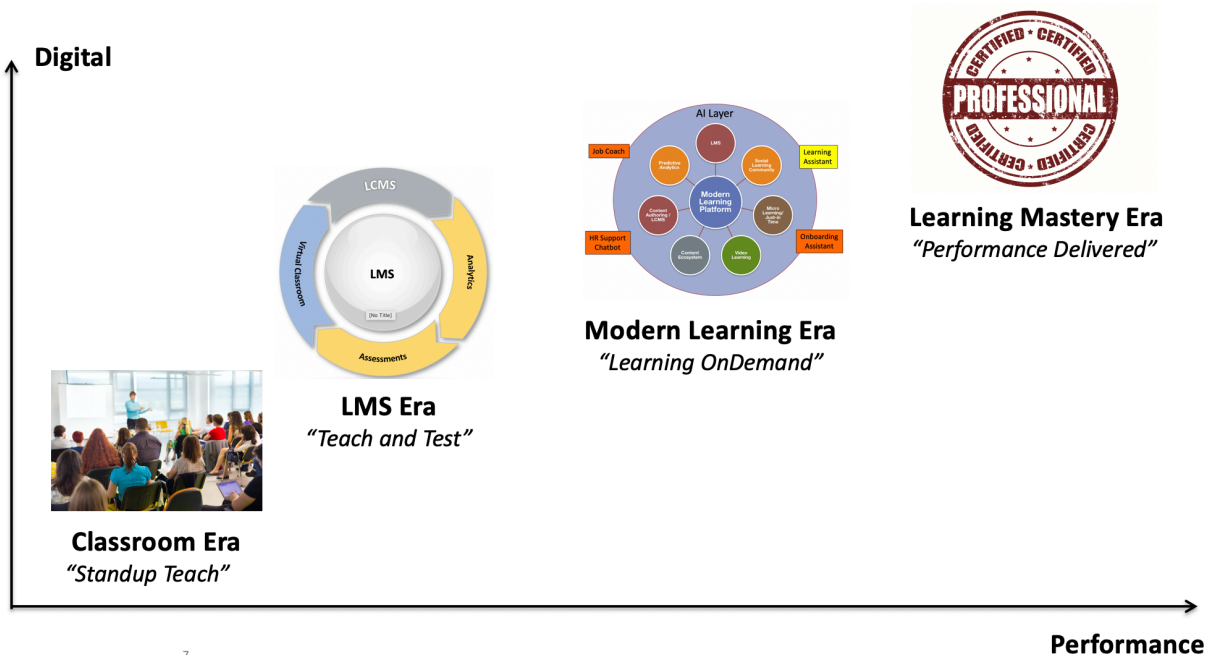 Digital
CERTIFIED * CERTIFIED
PROFESSIONAL
CERTIFIED * CERTIFIED
Learning Mastery Era
“Performance Delivered”
AI Layer
Job Coach
Learning
Assistant
LMS
Predictive
Analytics
Social
Learning
Community
Modern
Learning
Platform
Content
Authoring /
LCMS
Micro
Learning/
Just-in
Time
HR Support
Chatbot
Onboarding
Assistant
Content
Ecosystem
Video
Learning
Modern Learning Era
“Learning OnDemand”
LCMS
Virtual Classroom
LMS
Analytics
[No Title]
Assessments
LMS Era
“Teach and Test”
Classroom Era
“Standup Teach”
Performance
7